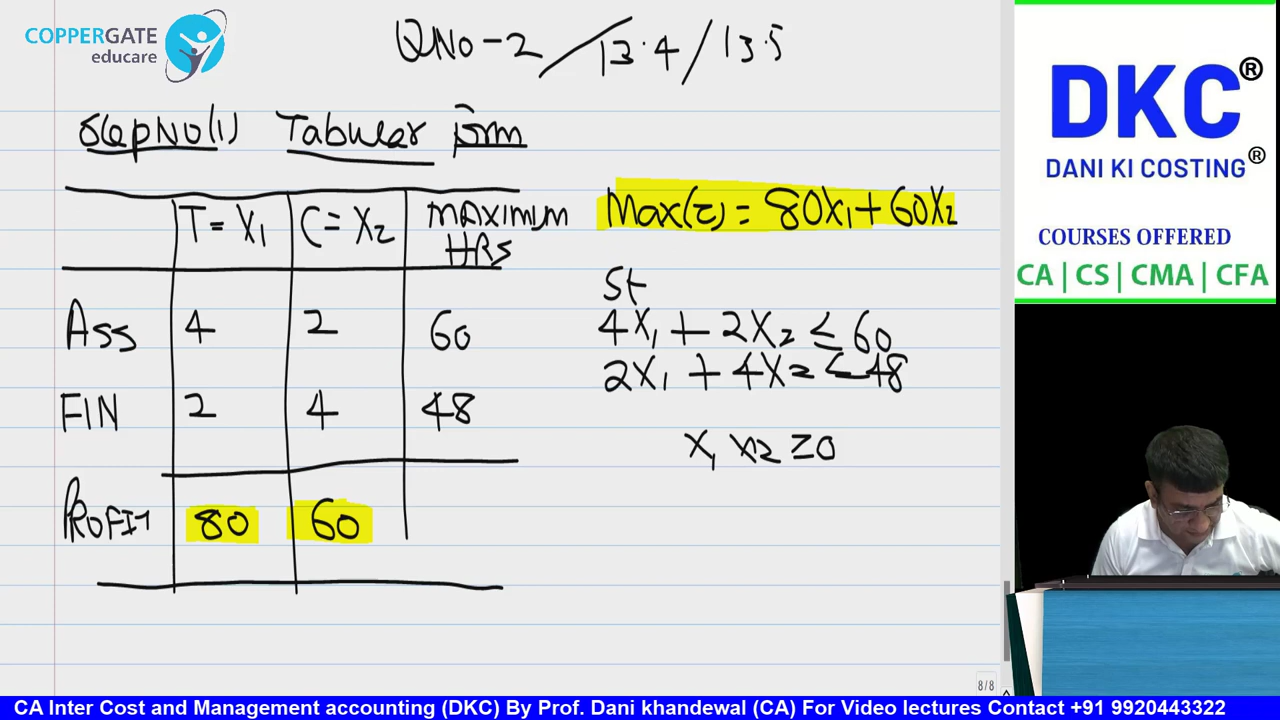 COPPERGATE
educare
QNo-2 / 13.4 / 13.5
Step No(1) Tabular Form
T = X1 C = X2 MAXIMUM HRS
Ass 4 2 60
FIN 2 4 48
PROFIT 80 60
Max(z) = 80X1 + 60X2
St
4X1 + 2X2 ≤ 60
2X1 + 4X2 ≤ 48
X1 X2 ≥ 0
DKC®
DANI KI COSTING®
COURSES OFFERED
CA | CS | CMA | CFA
8/8
CA Inter Cost and Management accounting (DKC) By Prof. Dani khandewal (CA) For Video lectures Contact +91 9920443322